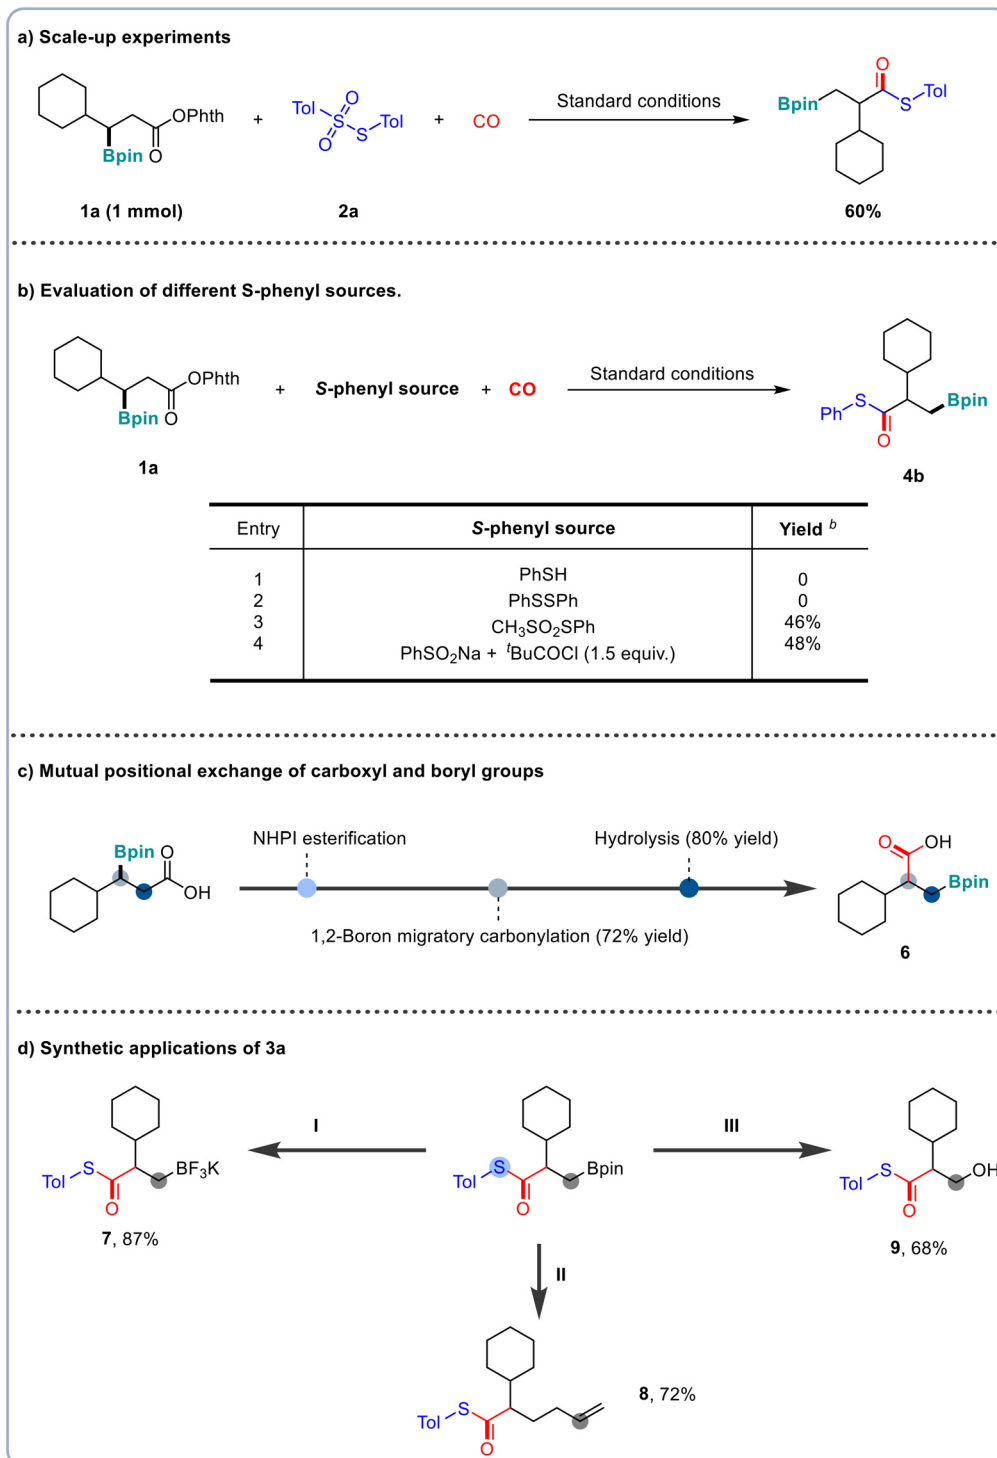 a) Scale-up experiments
OPhth
O
Bpin
1a (1 mmol)
+
Tol
O
S
O
S
Tol
2a
+
CO
Standard conditions
Bpin
O
S
Tol
60%
b) Evaluation of different S-phenyl sources.
OPhth
O
Bpin
1a
+
S-phenyl source
+ CO
Standard conditions
Ph
S
O
Bpin
4b
Entry S-phenyl source Yield b
1 PhSH 0
2 PhSSPh 0
3 CH3SO2SPh 46%
4 PhSO2Na + tBuCOCl (1.5 equiv.) 48%
c) Mutual positional exchange of carboxyl and boryl groups
Bpin
O
OH
NHPI esterification
Hydrolysis (80% yield)
1,2-Boron migratory carbonylation (72% yield)
O
OH
Bpin
6
d) Synthetic applications of 3a
Tol
S
O
BF3K
7, 87%
I
Tol
S
O
Bpin
III
Tol
S
O
OH
9, 68%
II
Tol
S
O
8, 72%